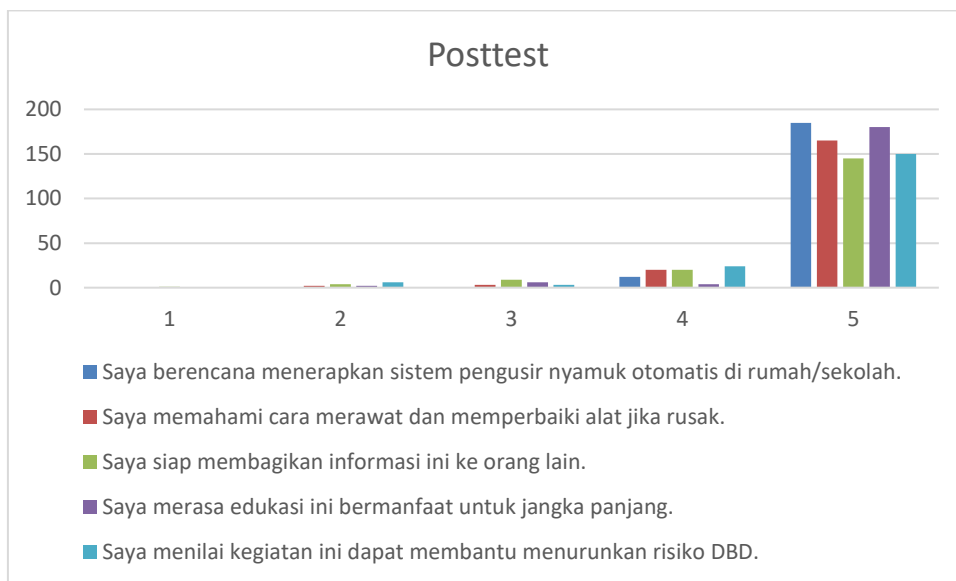 Posttest
200
150
100
50
0
1 2 3 4 5
Saya berencana menerapkan sistem pengusir nyamuk otomatis di rumah/sekolah.
Saya memahami cara merawat dan memperbaiki alat jika rusak.
Saya siap membagikan informasi ini ke orang lain.
Saya merasa edukasi ini bermanfaat untuk jangka panjang.
Saya menilai kegiatan ini dapat membantu menurunkan risiko DBD.